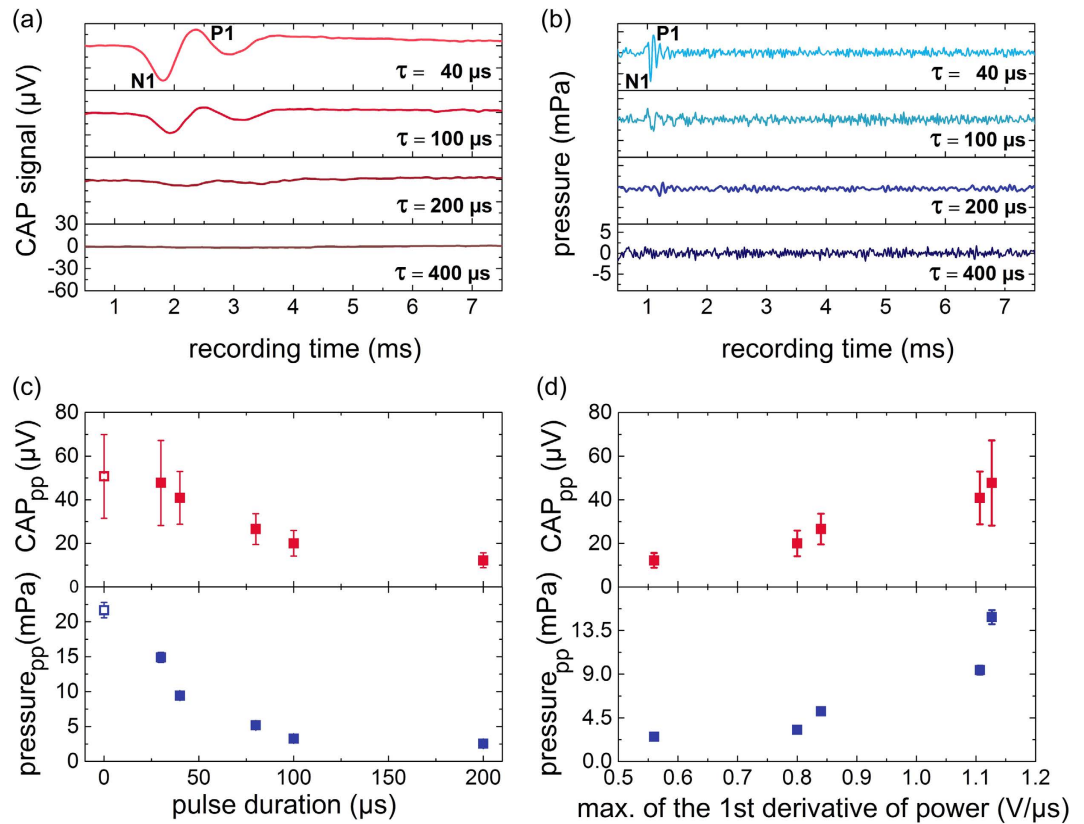 (a)
CAP signal (µV)
N1
P1
τ = 40 µs
τ = 100 µs
τ = 200 µs
30
0
-30
-60
τ = 400 µs
1 2 3 4 5 6 7
recording time (ms)
(b)
pressure (mPa)
P1
N1
τ = 40 µs
τ = 100 µs
τ = 200 µs
5
0
-5
τ = 400 µs
1 2 3 4 5 6 7
recording time (ms)
(c)
CAPpp (µV)
80
60
40
20
0
pressurepp (mPa)
20
15
10
5
0
0 50 100 150 200
pulse duration (µs)
(d)
CAPpp (µV)
80
60
40
20
0
pressurepp (mPa)
13.5
9.0
4.5
0.0
0.5 0.6 0.7 0.8 0.9 1.0 1.1 1.2
max. of the 1st derivative of power (V/µs)